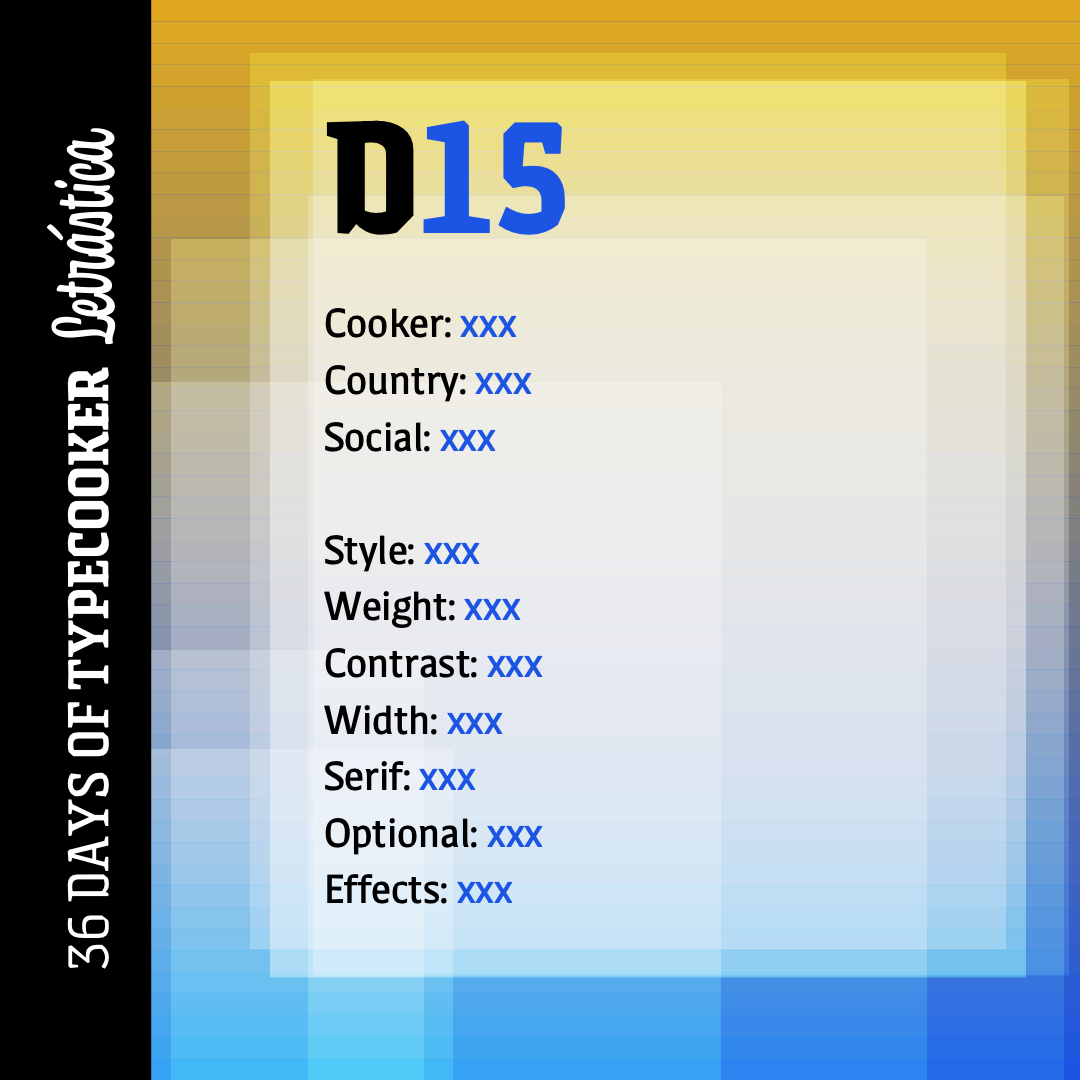 36 DAYS OF TYPECOOKER Letrástica
D15
Cooker: xxx
Country: xxx
Social: xxx
Style: xxx
Weight: xxx
Contrast: xxx
Width: xxx
Serif: xxx
Optional: xxx
Effects: xxx